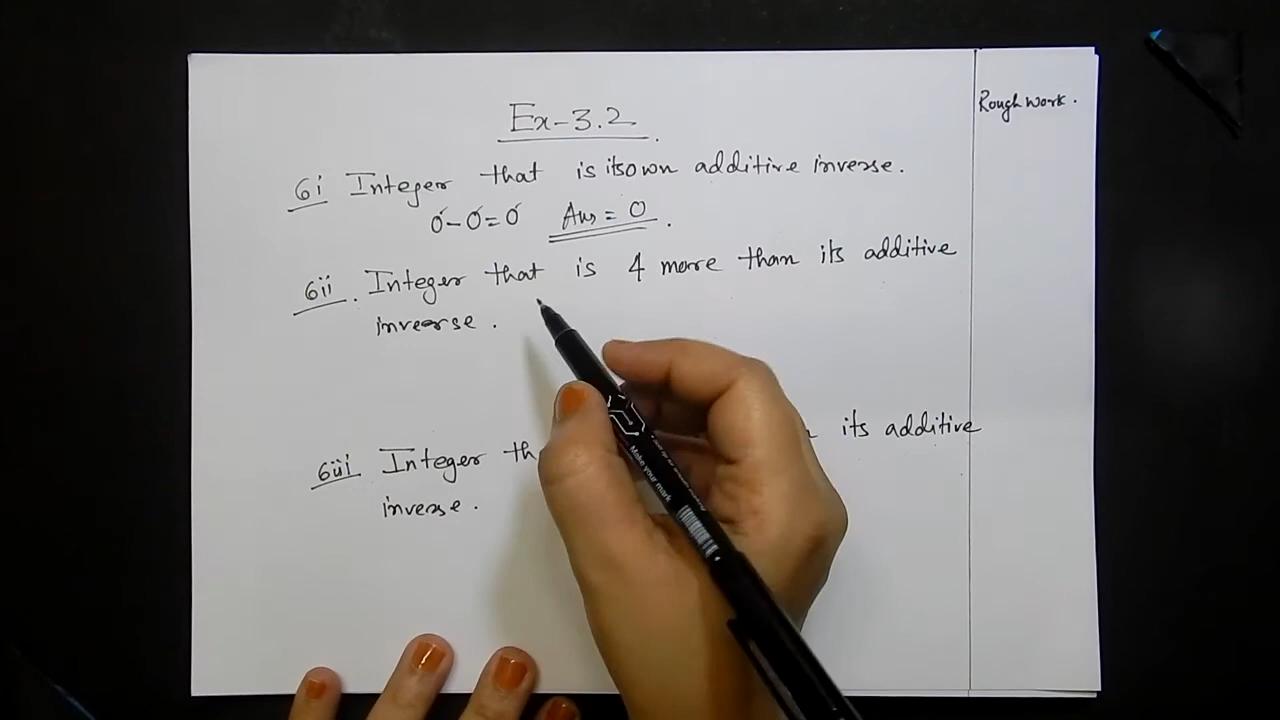 Ex-3.2
Rough work.
6i Integer that is its own additive inverse.
0-0=0 Ans = 0.
6ii. Integer that is 4 more than its additive
inverse.
6iii Integer th its additive
inverse.
Make your mark